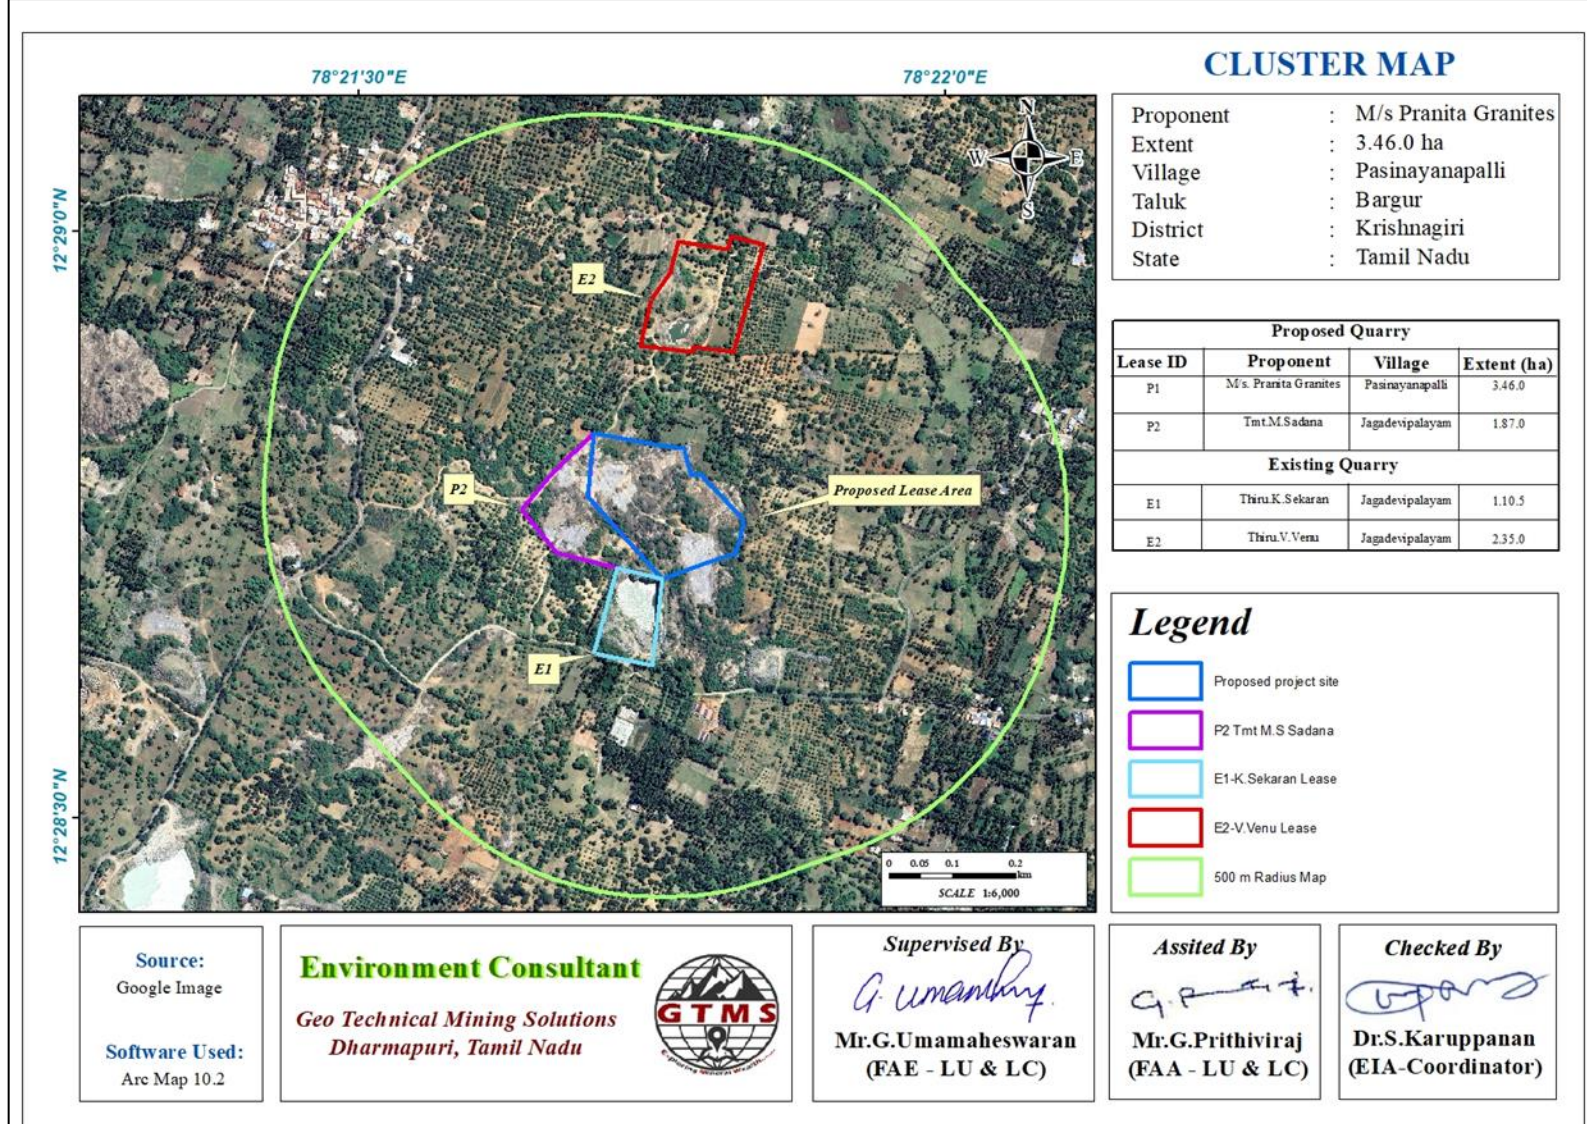 CLUSTER MAP
78°21'30"E
78°22'0"E
12°29'0"N
12°28'30"N
N
W
E
S
E2
P2
Proposed Lease Area
E1
0 0.05 0.1 0.2
km
SCALE 1:6,000
Proponent : M/s Pranita Granites
Extent : 3.46.0 ha
Village : Pasinayanapalli
Taluk : Bargur
District : Krishnagiri
State : Tamil Nadu
Proposed Quarry
Lease ID Proponent Village Extent (ha)
P1 M/s. Pranita Granites Pasinayanapalli 3.46.0
P2 Tmt.M.Sadana Jagadevipalayam 1.87.0
Existing Quarry
E1 Thiru.K.Sekaran Jagadevipalayam 1.10.5
E2 Thiru.V.Venu Jagadevipalayam 2.35.0
Legend
Proposed project site
P2 Tmt M.S Sadana
E1-K.Sekaran Lease
E2-V.Venu Lease
500 m Radius Map
Source:
Google Image
Software Used:
Arc Map 10.2
Environment Consultant
Geo Technical Mining Solutions
Dharmapuri, Tamil Nadu
GTMS
Exploring Mineral Wealth
Supervised By
G. Umamhes
Mr.G.Umamaheswaran
(FAE - LU & LC)
Assited By
Mr.G.Prithiviraj
(FAA - LU & LC)
Checked By
Dr.S.Karuppanan
(EIA-Coordinator)